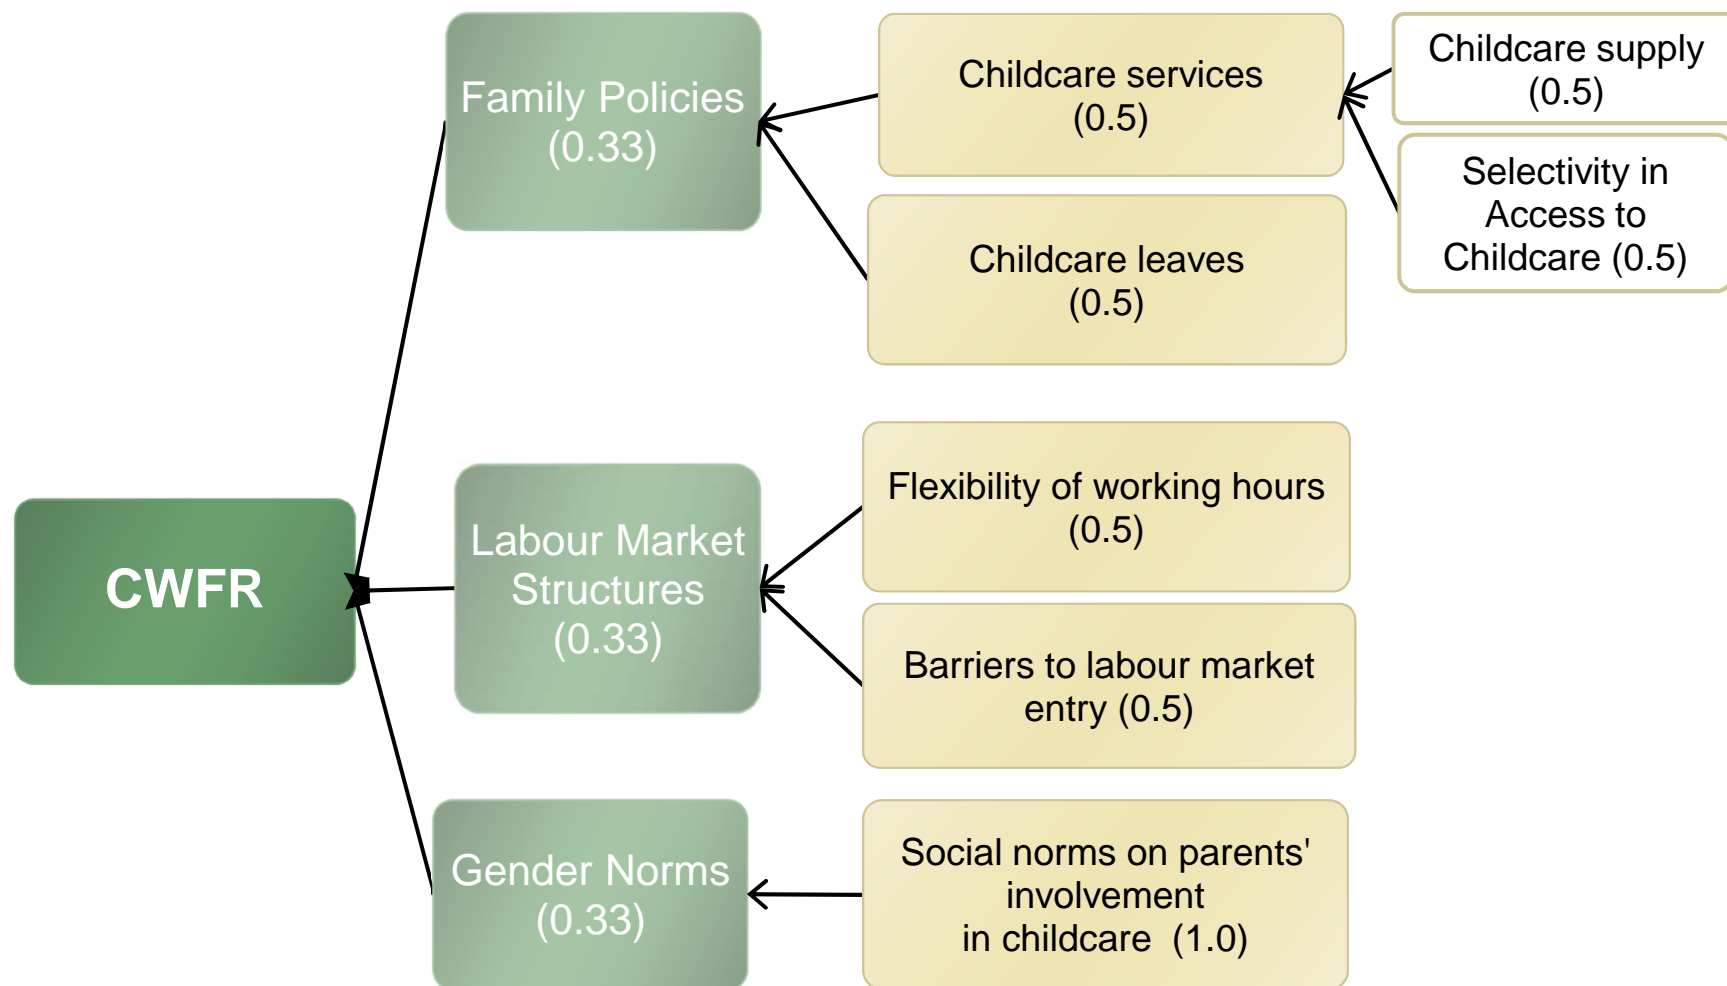 CWFR
Family Policies
(0.33)
Labour Market
Structures
(0.33)
Gender Norms
(0.33)
Childcare services
(0.5)
Childcare leaves
(0.5)
Flexibility of working hours
(0.5)
Barriers to labour market
entry (0.5)
Social norms on parents'
involvement
in childcare (1.0)
Childcare supply
(0.5)
Selectivity in
Access to
Childcare (0.5)